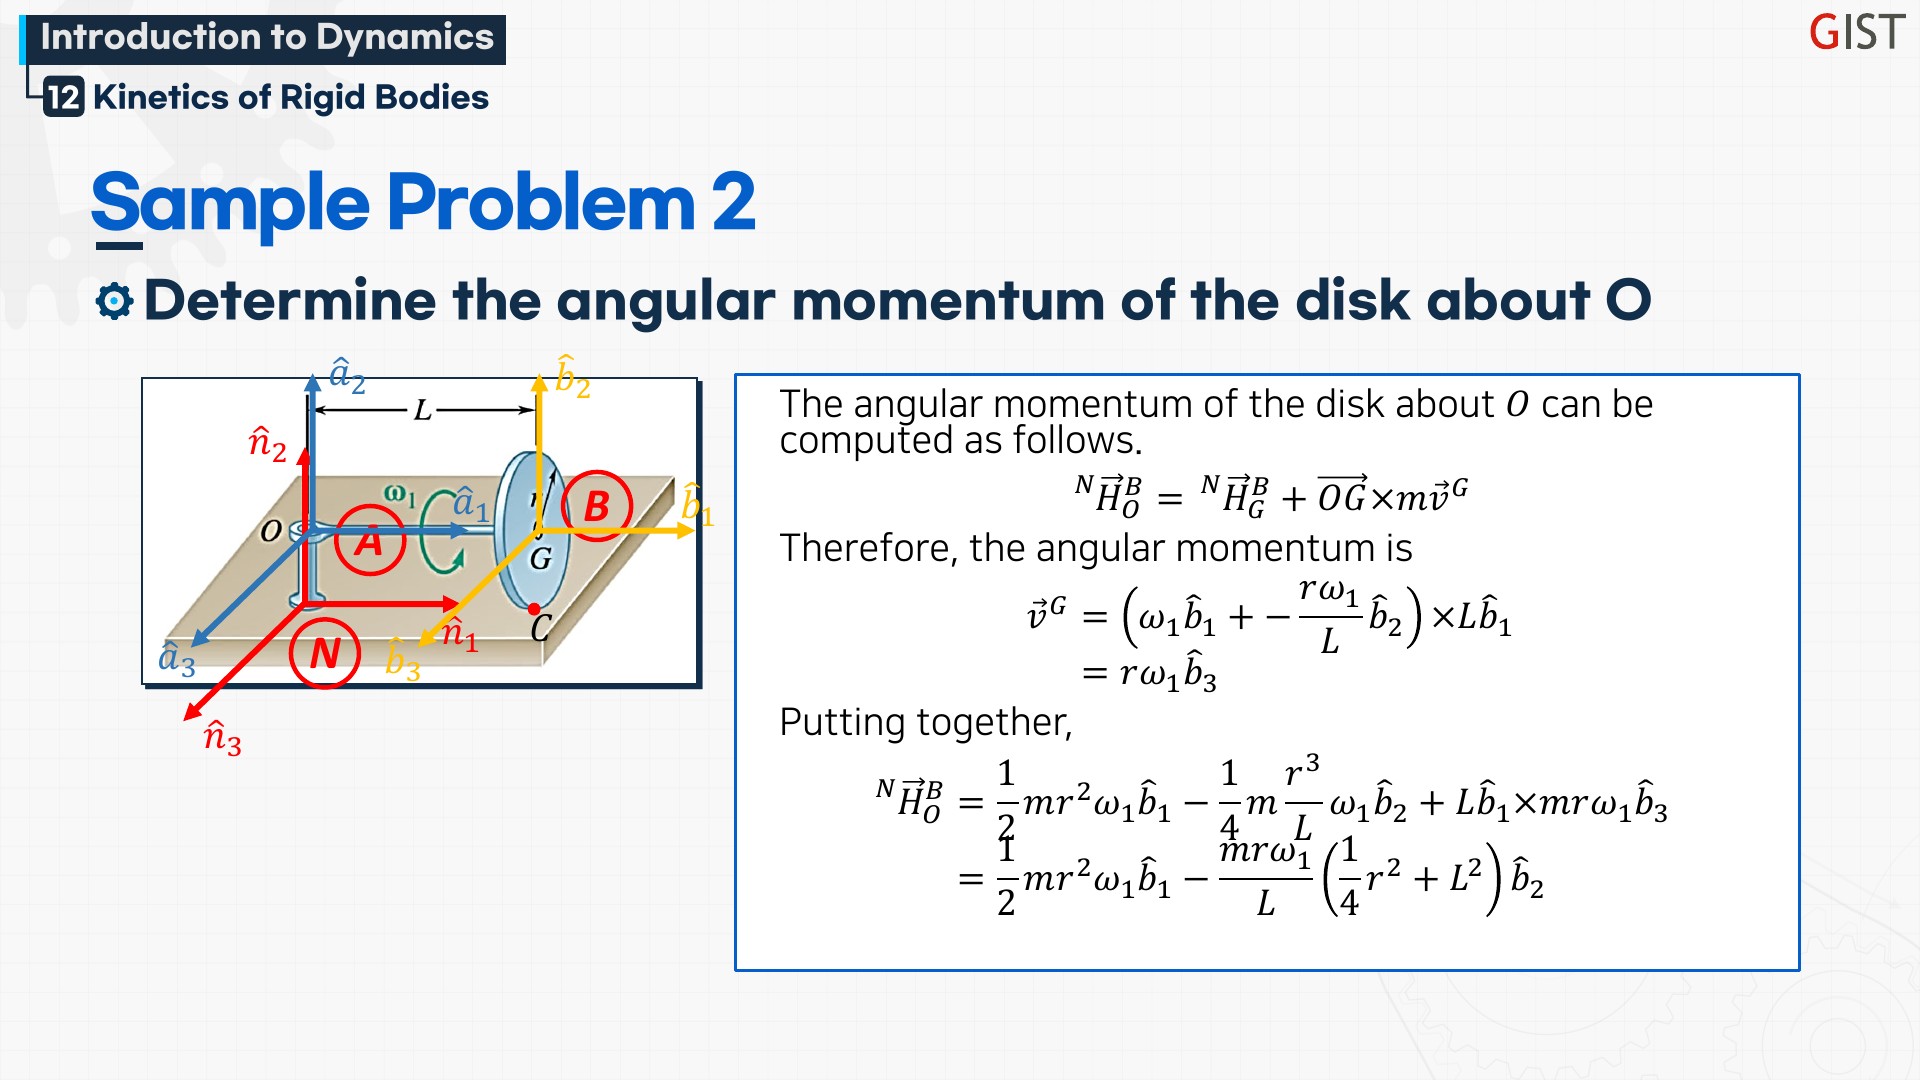 Introduction to Dynamics
GIST
12 Kinetics of Rigid Bodies
Sample Problem 2
Determine the angular momentum of the disk about O
â₂
b̂₂
L
n̂₂
ω₁
â₁
r
B
b̂₁
O
A
G
C
n̂₁
â₃
N
b̂₃
n̂₃
The angular momentum of the disk about O can be
computed as follows.
ᴺH⃗_O^B = ᴺH⃗_G^B + OG⃗×mv⃗^G
Therefore, the angular momentum is
v⃗^G = (ω₁b̂₁ + −(rω₁/L)b̂₂)×Lb̂₁
= rω₁b̂₃
Putting together,
ᴺH⃗_O^B = (1/2)mr²ω₁b̂₁ − (1/4)m(r³/L)ω₁b̂₂ + Lb̂₁×mrω₁b̂₃
= (1/2)mr²ω₁b̂₁ − (mrω₁/L)((1/4)r² + L²)b̂₂